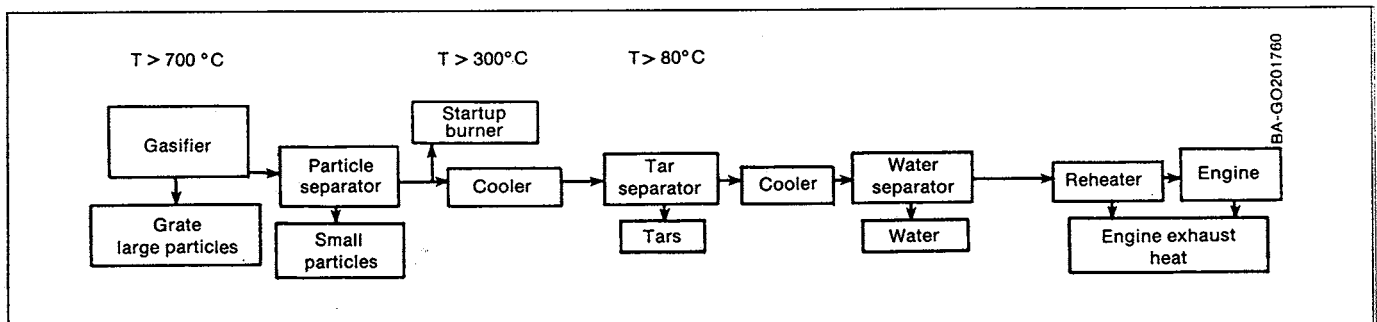 T > 700 °C
T > 300°C
T > 80°C
BA-GO201760
Startup
burner
Gasifier
Particle
separator
Cooler
Tar
separator
Cooler
Water
separator
Reheater
Engine
Grate
large particles
Small
particles
Tars
Water
Engine exhaust
heat